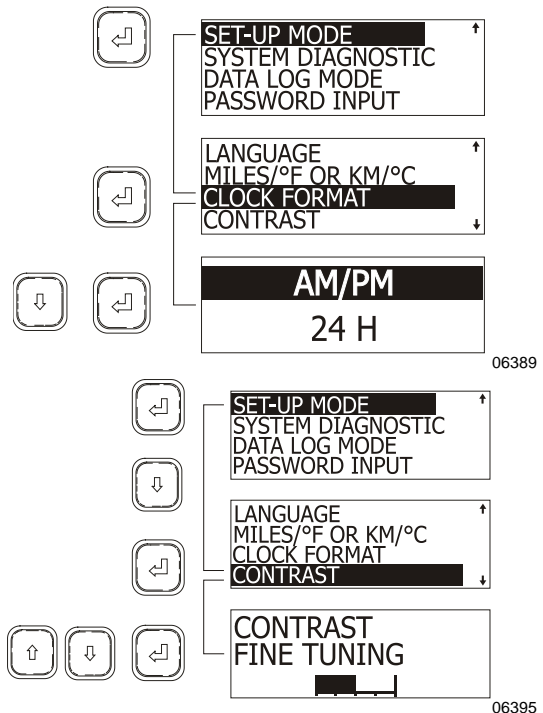 SET-UP MODE
SYSTEM DIAGNOSTIC
DATA LOG MODE
PASSWORD INPUT
LANGUAGE
MILES/°F OR KM/°C
CLOCK FORMAT
CONTRAST
AM/PM
24 H
06389
SET-UP MODE
SYSTEM DIAGNOSTIC
DATA LOG MODE
PASSWORD INPUT
LANGUAGE
MILES/°F OR KM/°C
CLOCK FORMAT
CONTRAST
CONTRAST
FINE TUNING
06395